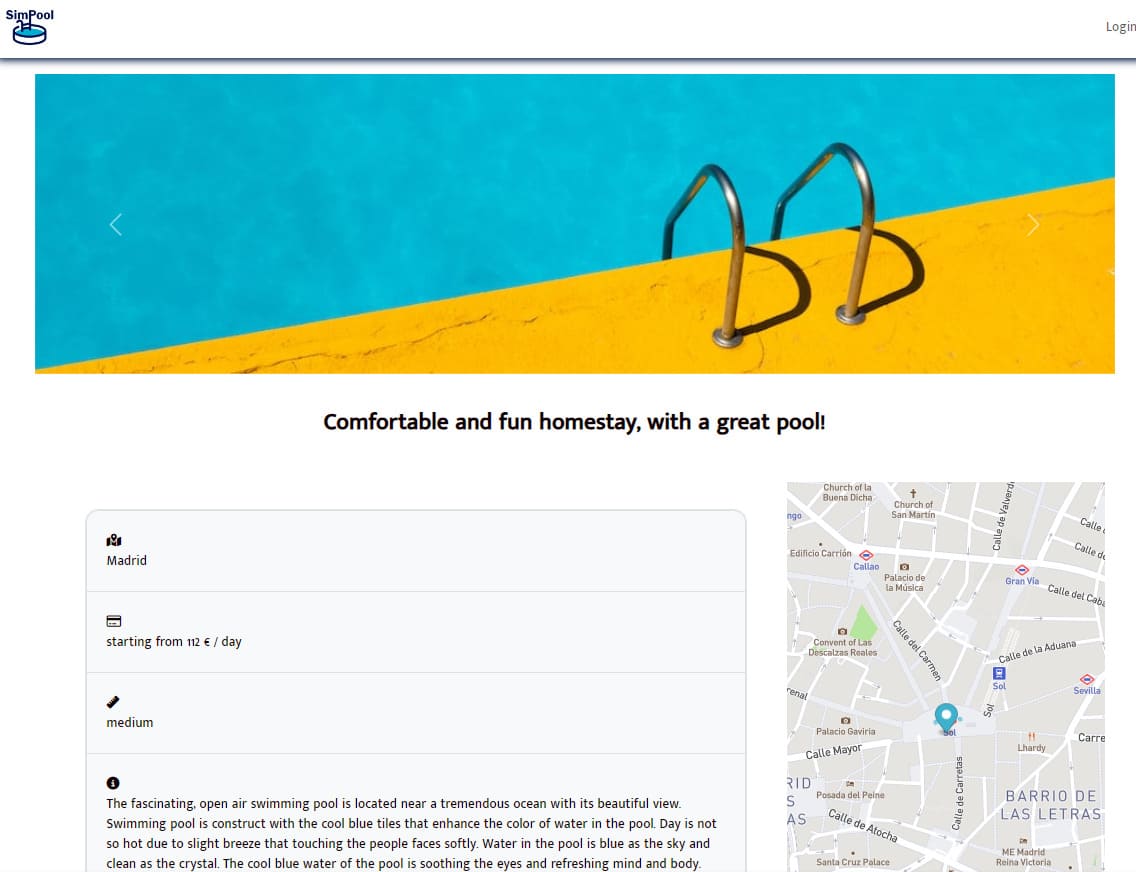 SimPool
Login
Comfortable and fun homestay, with a great pool!
Madrid
starting from 112 € / day
medium
The fascinating, open air swimming pool is located near a tremendous ocean with its beautiful view.
Swimming pool is construct with the cool blue tiles that enhance the color of water in the pool. Day is not
so hot due to slight breeze that touching the people faces softly. Water in the pool is blue as the sky and
clean as the crystal. The cool blue water of the pool is soothing the eyes and refreshing mind and body.
Church of la
Buena Dicha
Church of
San Martín
Calle de Valverd
ngo
Calle
Edificio Carrión
Callao
Calle de
Palacio de
la Música
Gran Vía
Calle del Caba
Convent of Las
Descalzas Reales
Calle del Carmen
Calle de la Aduana
Sol
Sevilla
renal
Sol
Palacio Gaviria
Sol
Calle Mayor
Lhardy
Carre
RID
S
AS
Posada del Peine
Calle de Carretas
BARRIO DE
LAS LETRAS
Calle de Atocha
Santa Cruz Palace
ME Madrid
Reina Victoria